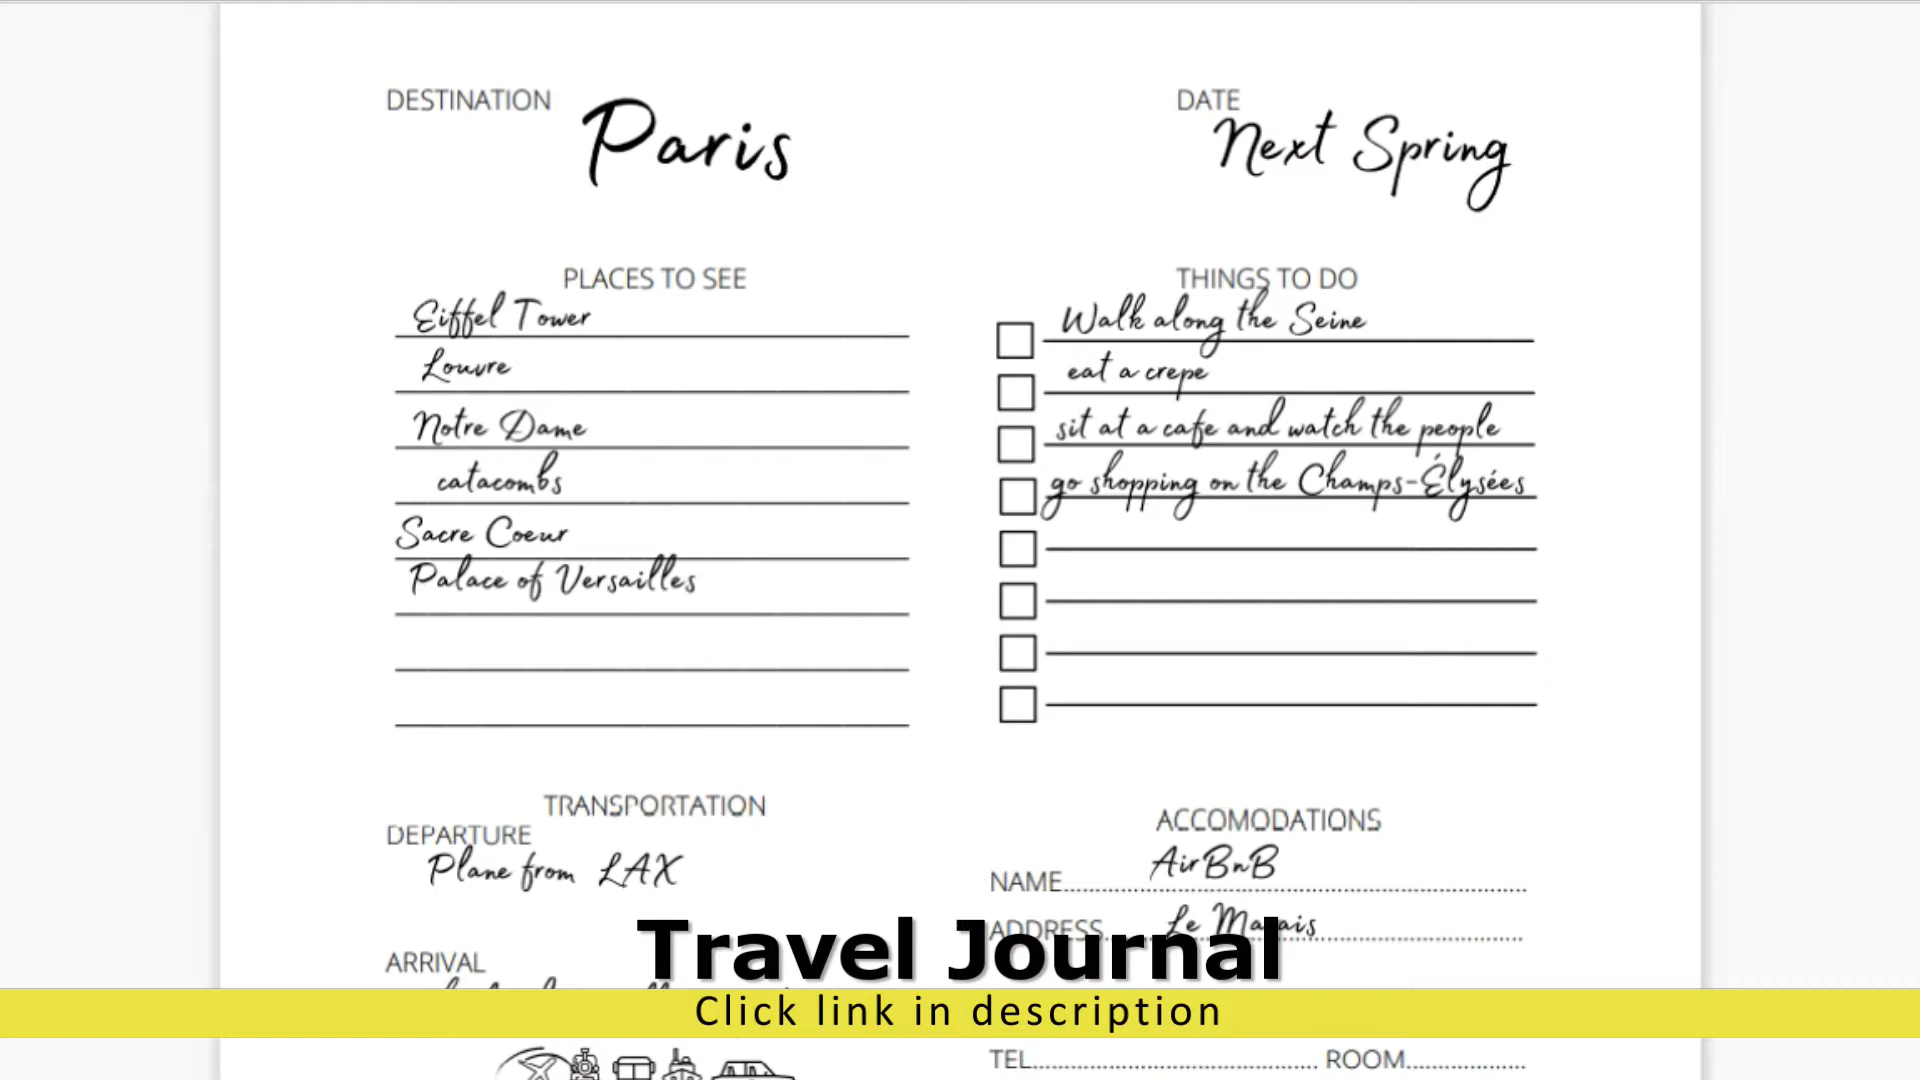 DESTINATION Paris
DATE Next Spring
PLACES TO SEE
Eiffel Tower
Louvre
Notre Dame
catacombs
Sacre Coeur
Palace of Versailles
THINGS TO DO
Walk along the Seine
eat a crepe
sit at a cafe and watch the people
go shopping on the Champs-Élysées
TRANSPORTATION
DEPARTURE
Plane from LAX
ARRIVAL
ACCOMODATIONS
NAME AirBnB
ADDRESS Le Marais
Travel Journal
Click link in description
TEL ROOM